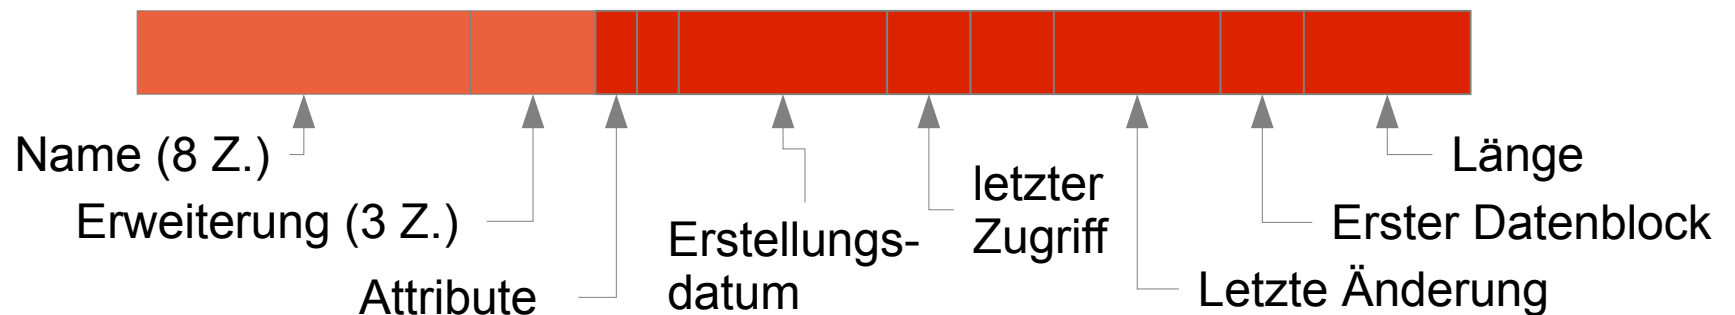 Name (8 Z.)
Erweiterung (3 Z.)
Attribute
Erstellungs-
datum
letzter
Zugriff
Letzte Änderung
Erster Datenblock
Länge